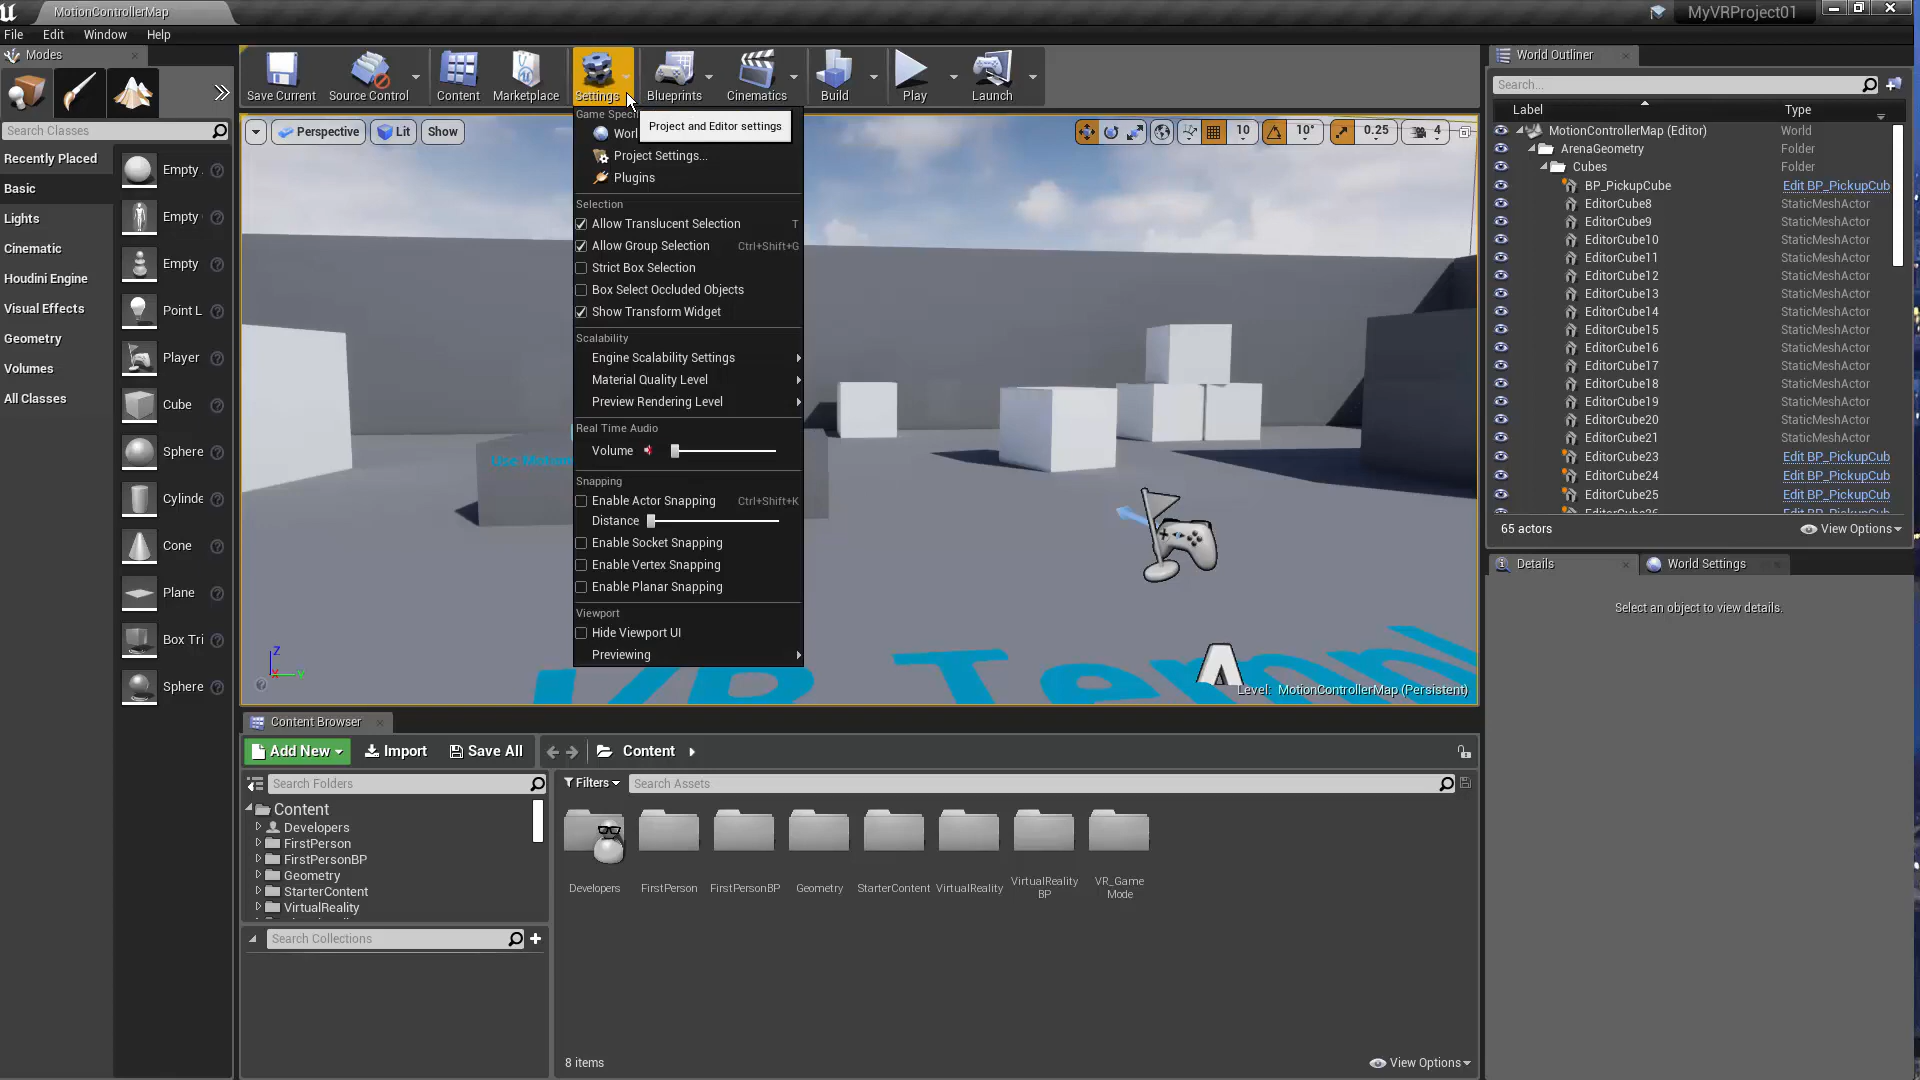 MotionControllerMap
MyVRProject01
File Edit Window Help
Modes
Search Classes
Recently Placed
Basic
Lights
Cinematic
Houdini Engine
Visual Effects
Geometry
Volumes
All Classes
Empty
Empty
Empty
Point L
Player
Cube
Sphere
Cylinde
Cone
Plane
Box Tri
Sphere
Save Current Source Control Content Marketplace Settings Blueprints Cinematics Build Play Launch
Perspective Lit Show
10 10° 0.25 4
Project and Editor settings
Game Speci
Worl
Project Settings...
Plugins
Selection
Allow Translucent Selection T
Allow Group Selection Ctrl+Shift+G
Strict Box Selection
Box Select Occluded Objects
Show Transform Widget
Scalability
Engine Scalability Settings
Material Quality Level
Preview Rendering Level
Real Time Audio
Volume
Snapping
Enable Actor Snapping Ctrl+Shift+K
Distance
Enable Socket Snapping
Enable Vertex Snapping
Enable Planar Snapping
Viewport
Hide Viewport UI
Previewing
Z
X Y
Level: MotionControllerMap (Persistent)
World Outliner
Search...
Label Type
MotionControllerMap (Editor) World
ArenaGeometry Folder
Cubes Folder
BP_PickupCube Edit BP_PickupCub
EditorCube8 StaticMeshActor
EditorCube9 StaticMeshActor
EditorCube10 StaticMeshActor
EditorCube11 StaticMeshActor
EditorCube12 StaticMeshActor
EditorCube13 StaticMeshActor
EditorCube14 StaticMeshActor
EditorCube15 StaticMeshActor
EditorCube16 StaticMeshActor
EditorCube17 StaticMeshActor
EditorCube18 StaticMeshActor
EditorCube19 StaticMeshActor
EditorCube20 StaticMeshActor
EditorCube21 StaticMeshActor
EditorCube23 Edit BP_PickupCub
EditorCube24 Edit BP_PickupCub
EditorCube25 Edit BP_PickupCub
65 actors View Options
Details World Settings
Select an object to view details.
Content Browser
Add New Import Save All Content
Search Folders
Content
Developers
FirstPerson
FirstPersonBP
Geometry
StarterContent
VirtualReality
Search Collections
Filters Search Assets
Developers FirstPerson FirstPersonBP Geometry StarterContent VirtualReality VirtualReality BP VR_Game Mode
8 items View Options